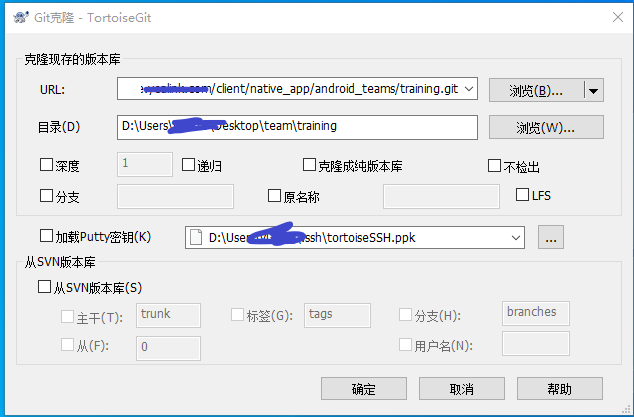 Git克隆 - TortoiseGit
克隆现存的版本库
URL: /client/native_app/android_teams/training.git 浏览(B)...
目录(D) D:\Users\ Desktop\team\training 浏览(W)...
深度 1 递归 克隆成纯版本库 不检出
分支 原名称 LFS
加载Putty密钥(K) D:\User ssh\tortoiseSSH.ppk ...
从SVN版本库
从SVN版本库(S)
主干(T): trunk 标签(G): tags 分支(H): branches
从(F): 0 用户名(N):
确定 取消 帮助